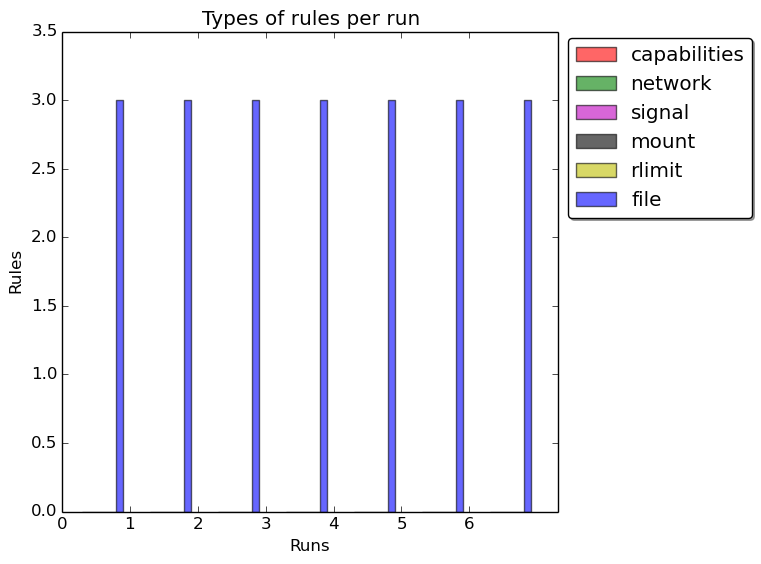 Types of rules per run
3.5
3.0
2.5
2.0
1.5
1.0
0.5
0.0
Rules
0 1 2 3 4 5 6
Runs
capabilities
network
signal
mount
rlimit
file